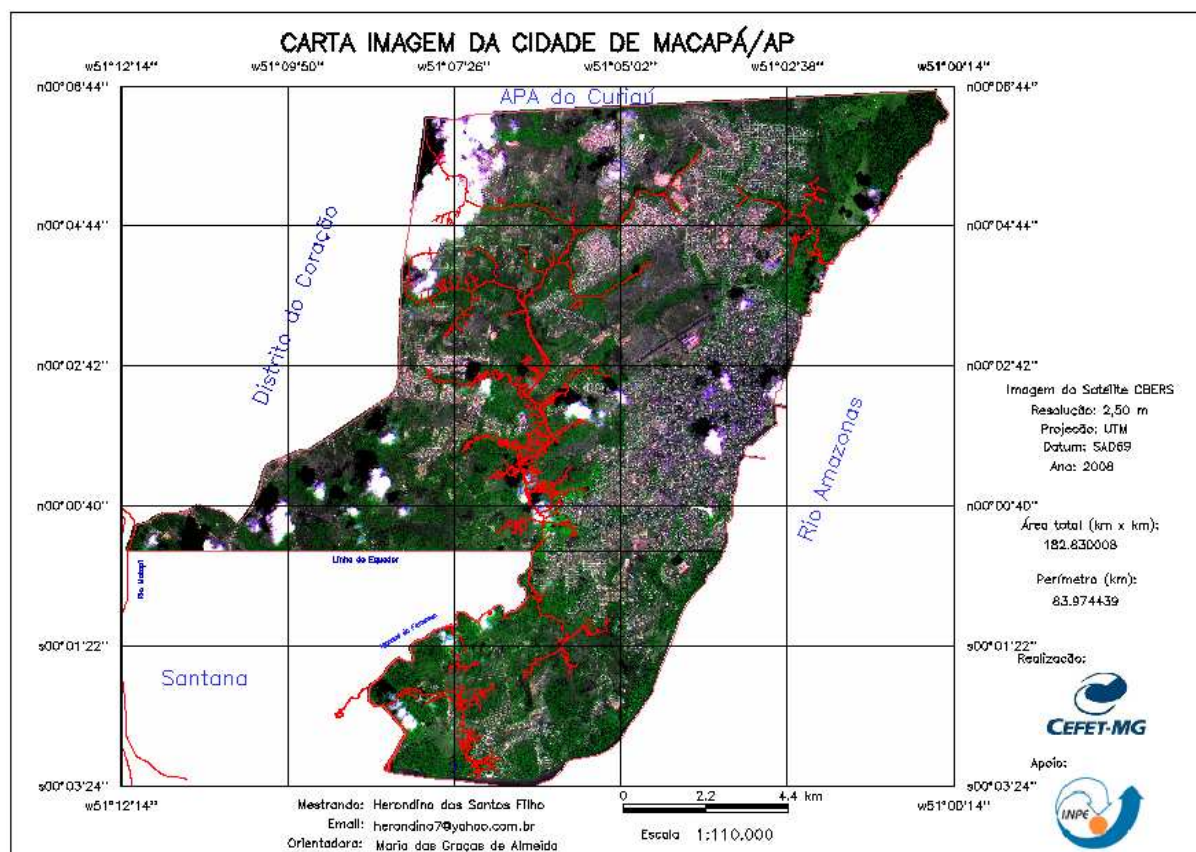 CARTA IMAGEM DA CIDADE DE MACAPÁ/AP
w51°12'14'' w51°09'50'' w51°07'26'' w51°05'02'' w51°02'38'' w51°00'14''
n00°06'44'' n00°06'44''
APA do Curiaú
n00°04'44'' n00°04'44''
Distrito do Coração
n00°02'42'' n00°02'42''
Imagem do Satélite CBERS
Resolução: 2,50 m
Projeção: UTM
Datum: SAD69
Ano: 2008
Rio Amazonas
n00°00'40'' n00°00'40''
Área total (km x km):
182.830008
Linha do Equador
Rio Matapí
Perímetro (km):
83.974439
s00°01'22'' s00°01'22''
Santana
Realização:
CEFET-MG
Apoio:
INPE
s00°03'24'' s00°03'24''
w51°12'14'' w51°00'14''
0 2.2 4.4 km
Escala 1:110.000
Mestrando: Herondino dos Santos Filho
Email: herondino7@yahoo.com.br
Orientadora: Maria das Graças de Almeida